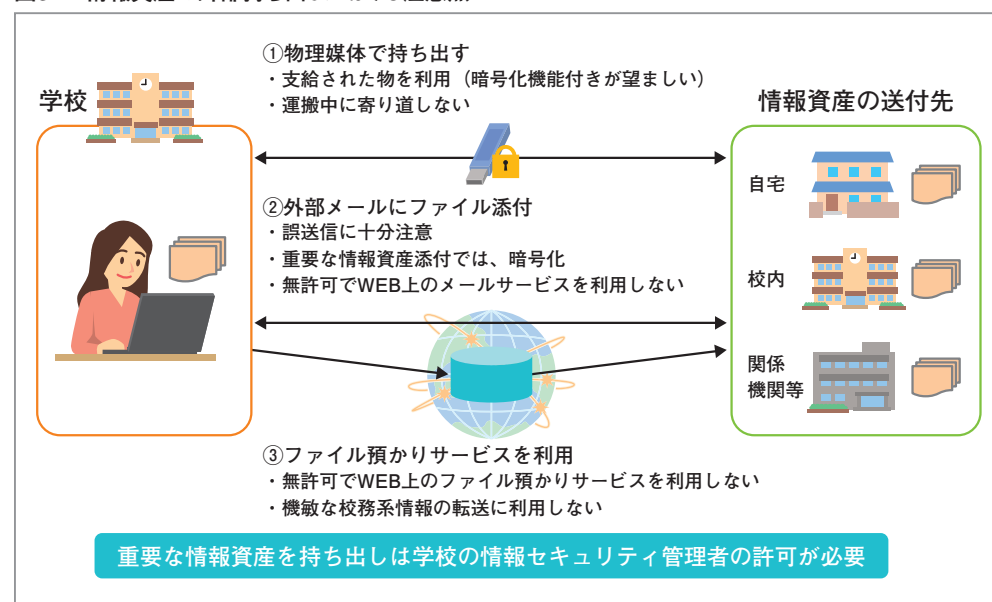 ①物理媒体で持ち出す
・支給された物を利用（暗号化機能付きが望ましい）
・運搬中に寄り道しない
学校
情報資産の送付先
自宅
②外部メールにファイル添付
・誤送信に十分注意
・重要な情報資産添付では、暗号化
・無許可でWEB上のメールサービスを利用しない
校内
関係
機関等
③ファイル預かりサービスを利用
・無許可でWEB上のファイル預かりサービスを利用しない
・機敏な校務系情報の転送に利用しない
重要な情報資産を持ち出しは学校の情報セキュリティ管理者の許可が必要